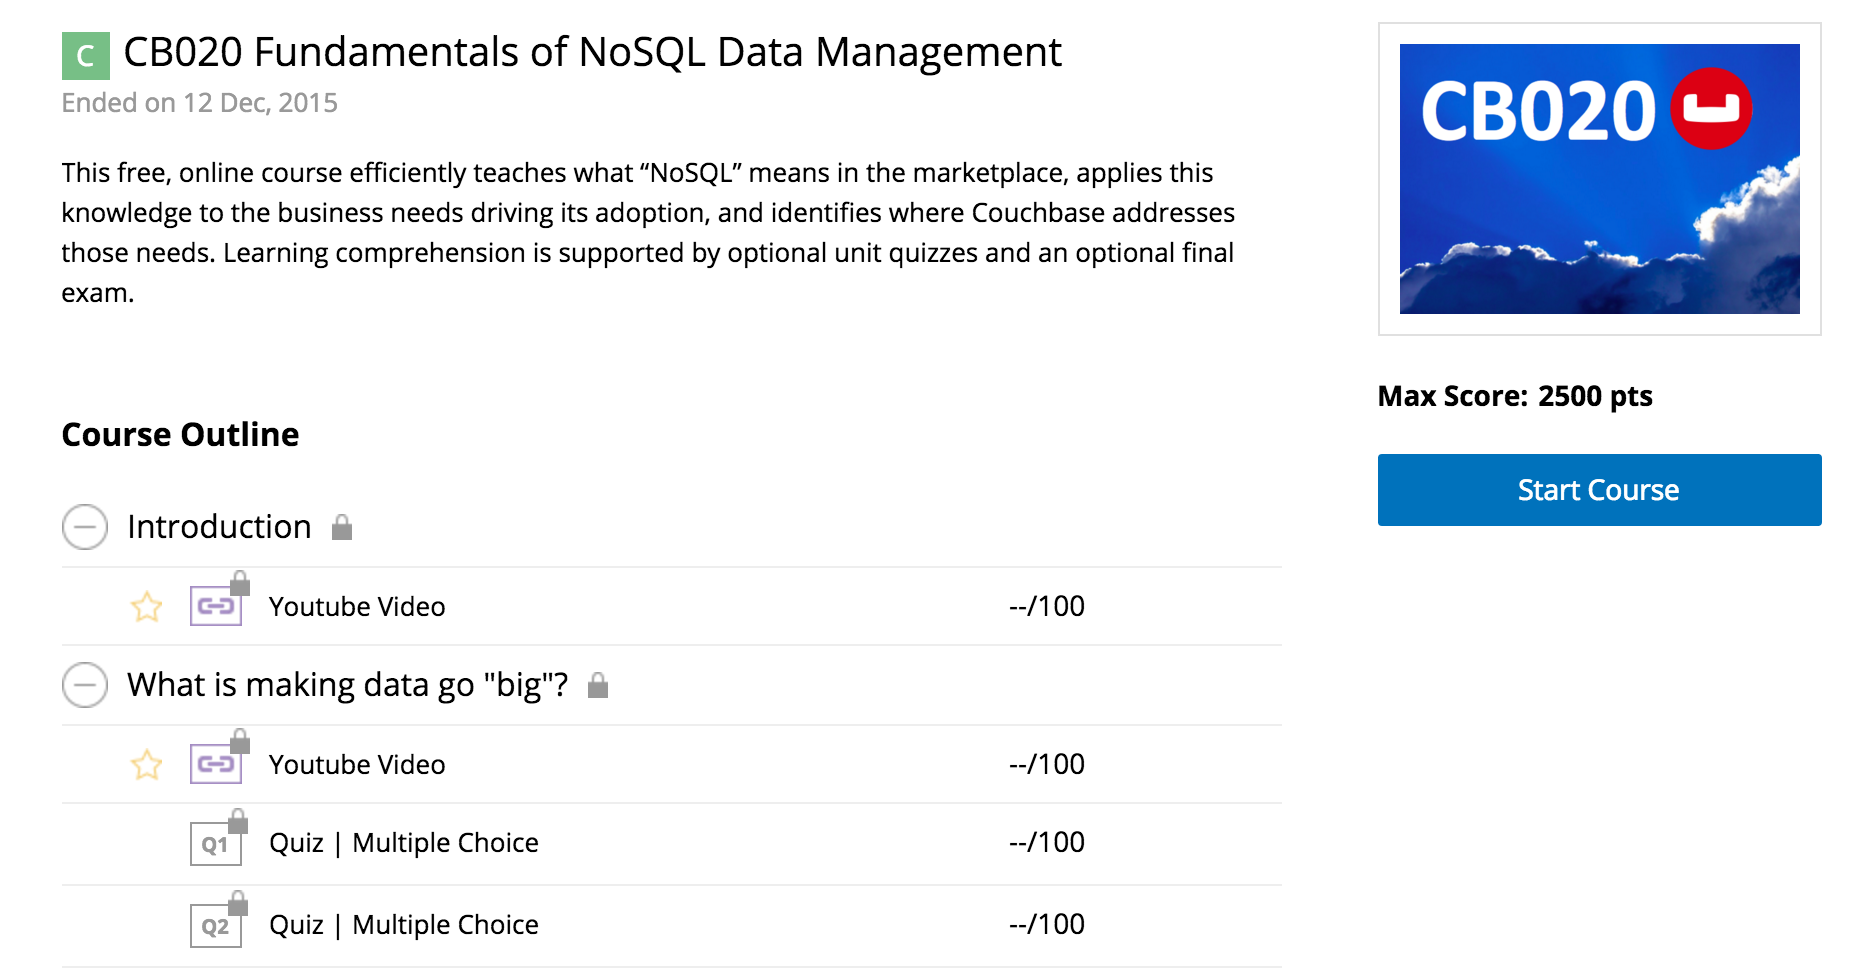 C CB020 Fundamentals of NoSQL Data Management
Ended on 12 Dec, 2015
This free, online course efficiently teaches what “NoSQL” means in the marketplace, applies this
knowledge to the business needs driving its adoption, and identifies where Couchbase addresses
those needs. Learning comprehension is supported by optional unit quizzes and an optional final
exam.
Course Outline
Introduction
Youtube Video --/100
What is making data go "big"?
Youtube Video --/100
Q1 Quiz | Multiple Choice --/100
Q2 Quiz | Multiple Choice --/100
CB020
Max Score: 2500 pts
Start Course